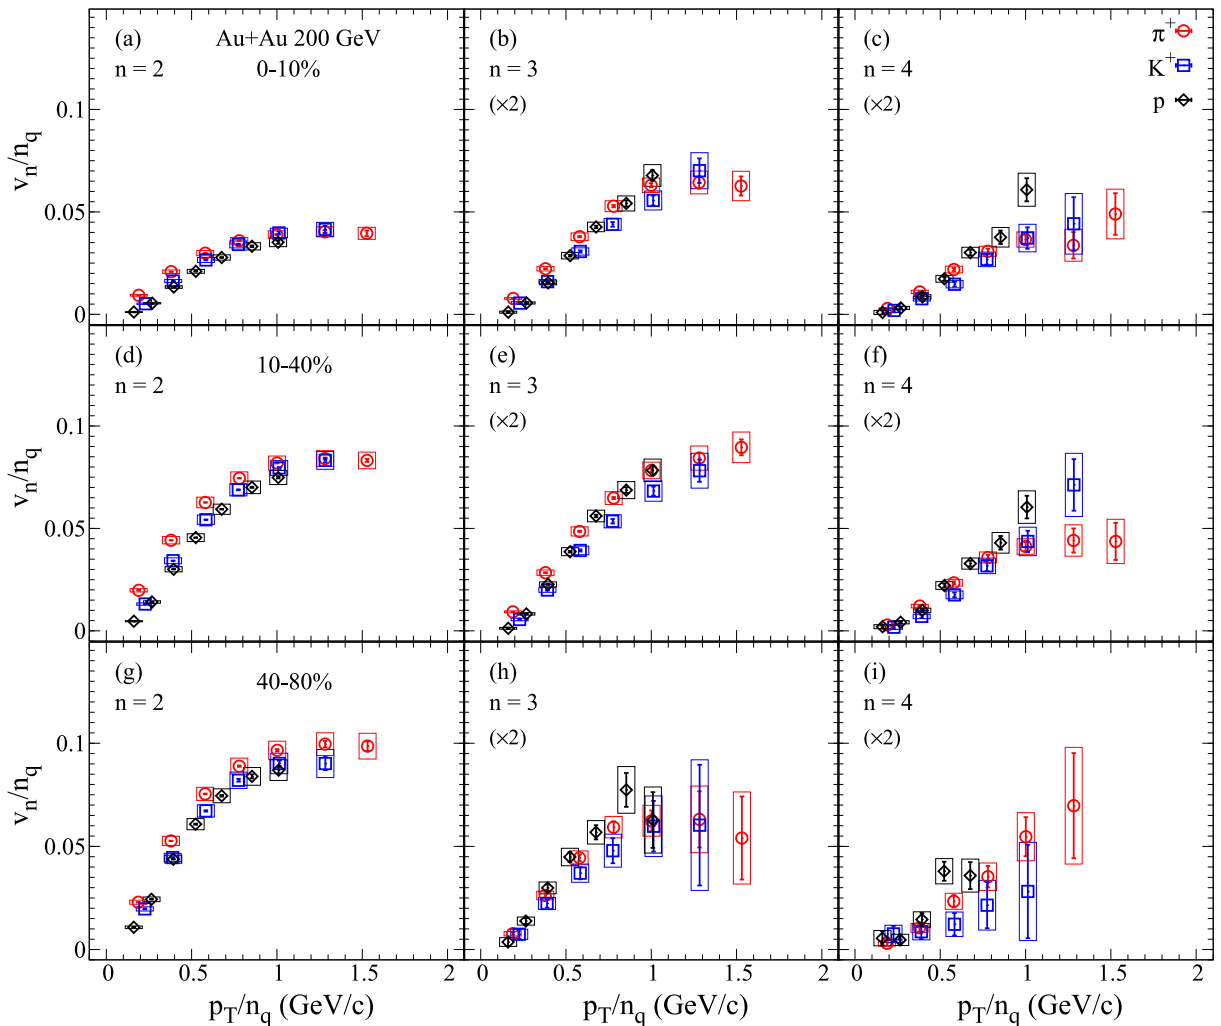 (a) Au+Au 200 GeV
n = 2 0-10%
(b)
n = 3
(×2)
(c)
n = 4
(×2)
π⁺
K⁺
p
0.1
0.05
0
vₙ/n_q
(d)
n = 2
10-40%
(e)
n = 3
(×2)
(f)
n = 4
(×2)
0.1
0.05
0
vₙ/n_q
(g)
n = 2
40-80%
(h)
n = 3
(×2)
(i)
n = 4
(×2)
0.1
0.05
0
vₙ/n_q
0 0.5 1 1.5 2
0 0.5 1 1.5 2
0 0.5 1 1.5 2
p_T/n_q (GeV/c)
p_T/n_q (GeV/c)
p_T/n_q (GeV/c)